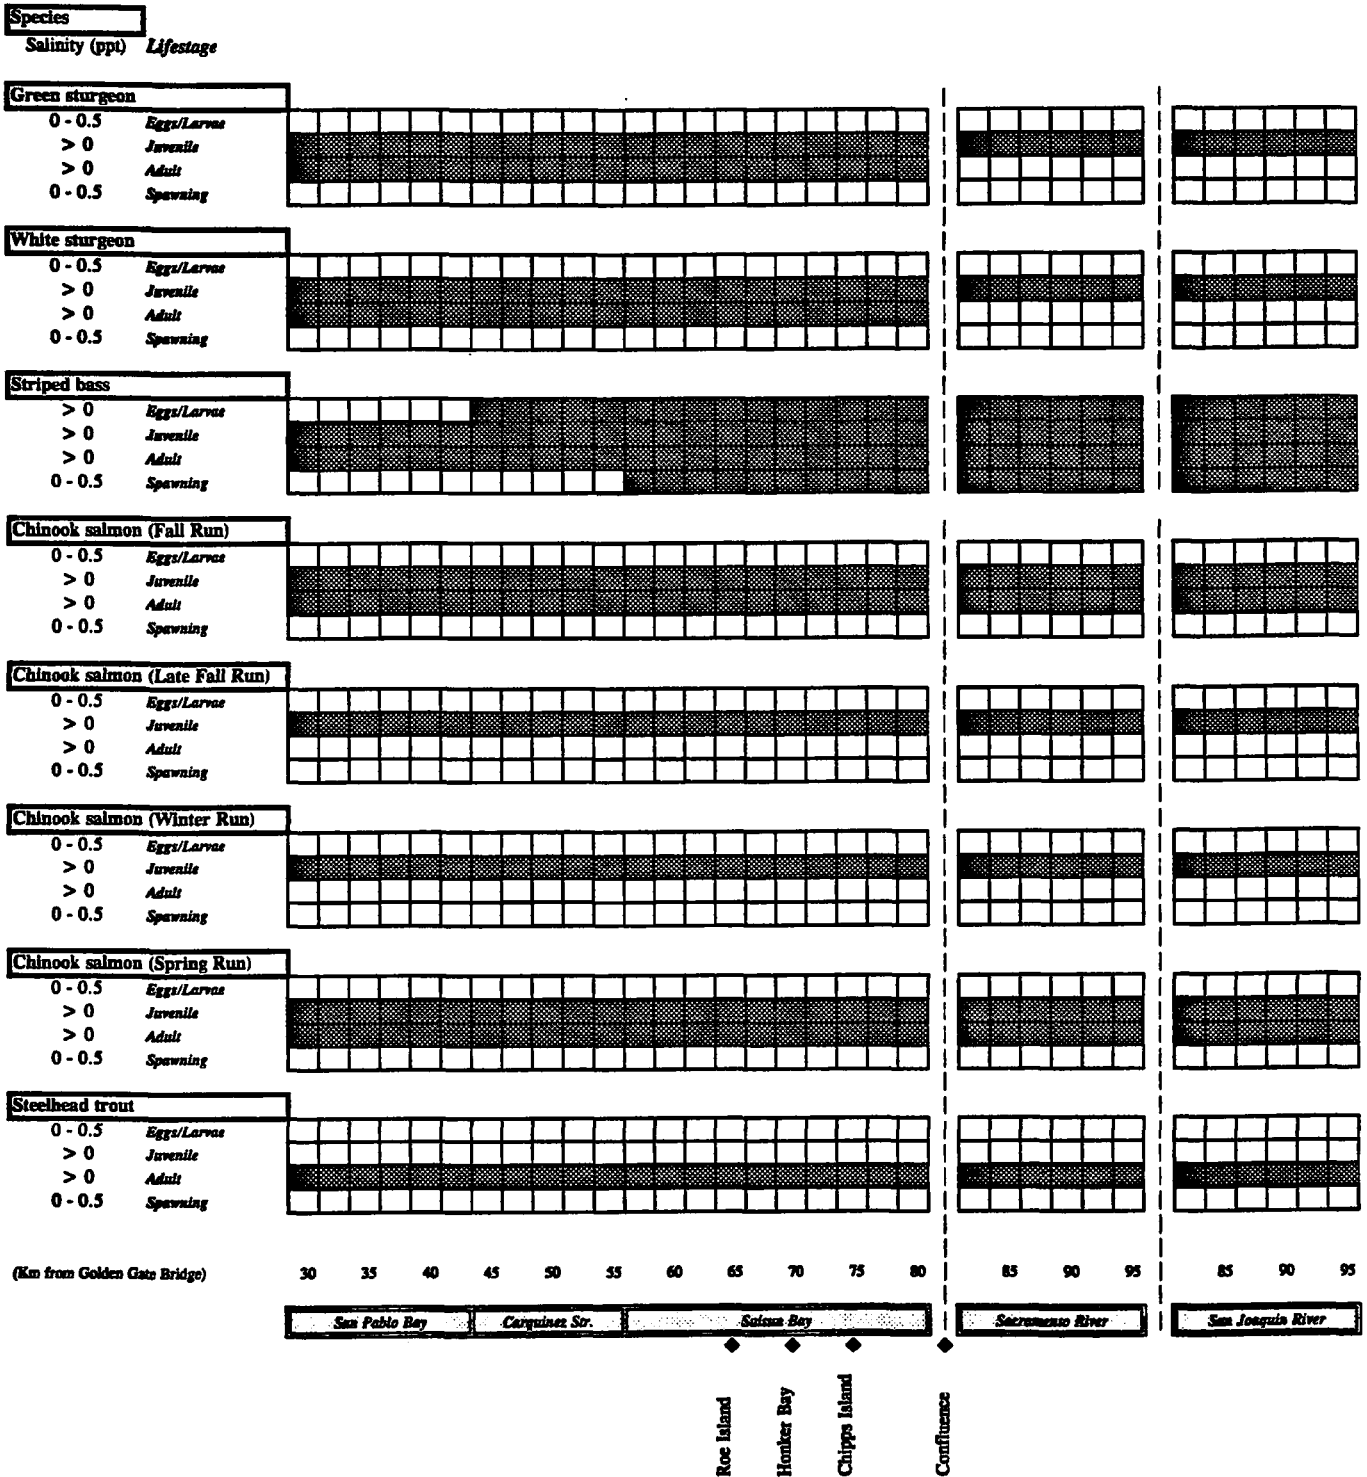 Species
Salinity (ppt) Lifestage
Green sturgeon
0 - 0.5 Eggs/Larvae
> 0 Juvenile
> 0 Adult
0 - 0.5 Spawning
White sturgeon
0 - 0.5 Eggs/Larvae
> 0 Juvenile
> 0 Adult
0 - 0.5 Spawning
Striped bass
> 0 Eggs/Larvae
> 0 Juvenile
> 0 Adult
0 - 0.5 Spawning
Chinook salmon (Fall Run)
0 - 0.5 Eggs/Larvae
> 0 Juvenile
> 0 Adult
0 - 0.5 Spawning
Chinook salmon (Late Fall Run)
0 - 0.5 Eggs/Larvae
> 0 Juvenile
> 0 Adult
0 - 0.5 Spawning
Chinook salmon (Winter Run)
0 - 0.5 Eggs/Larvae
> 0 Juvenile
> 0 Adult
0 - 0.5 Spawning
Chinook salmon (Spring Run)
0 - 0.5 Eggs/Larvae
> 0 Juvenile
> 0 Adult
0 - 0.5 Spawning
Steelhead trout
0 - 0.5 Eggs/Larvae
> 0 Juvenile
> 0 Adult
0 - 0.5 Spawning
(Km from Golden Gate Bridge) 30 35 40 45 50 55 60 65 70 75 80 85 90 95 85 90 95
San Pablo Bay Carquinez Str. Suisun Bay Sacramento River San Joaquin River
Roe Island
Honker Bay
Chipps Island
Confluence